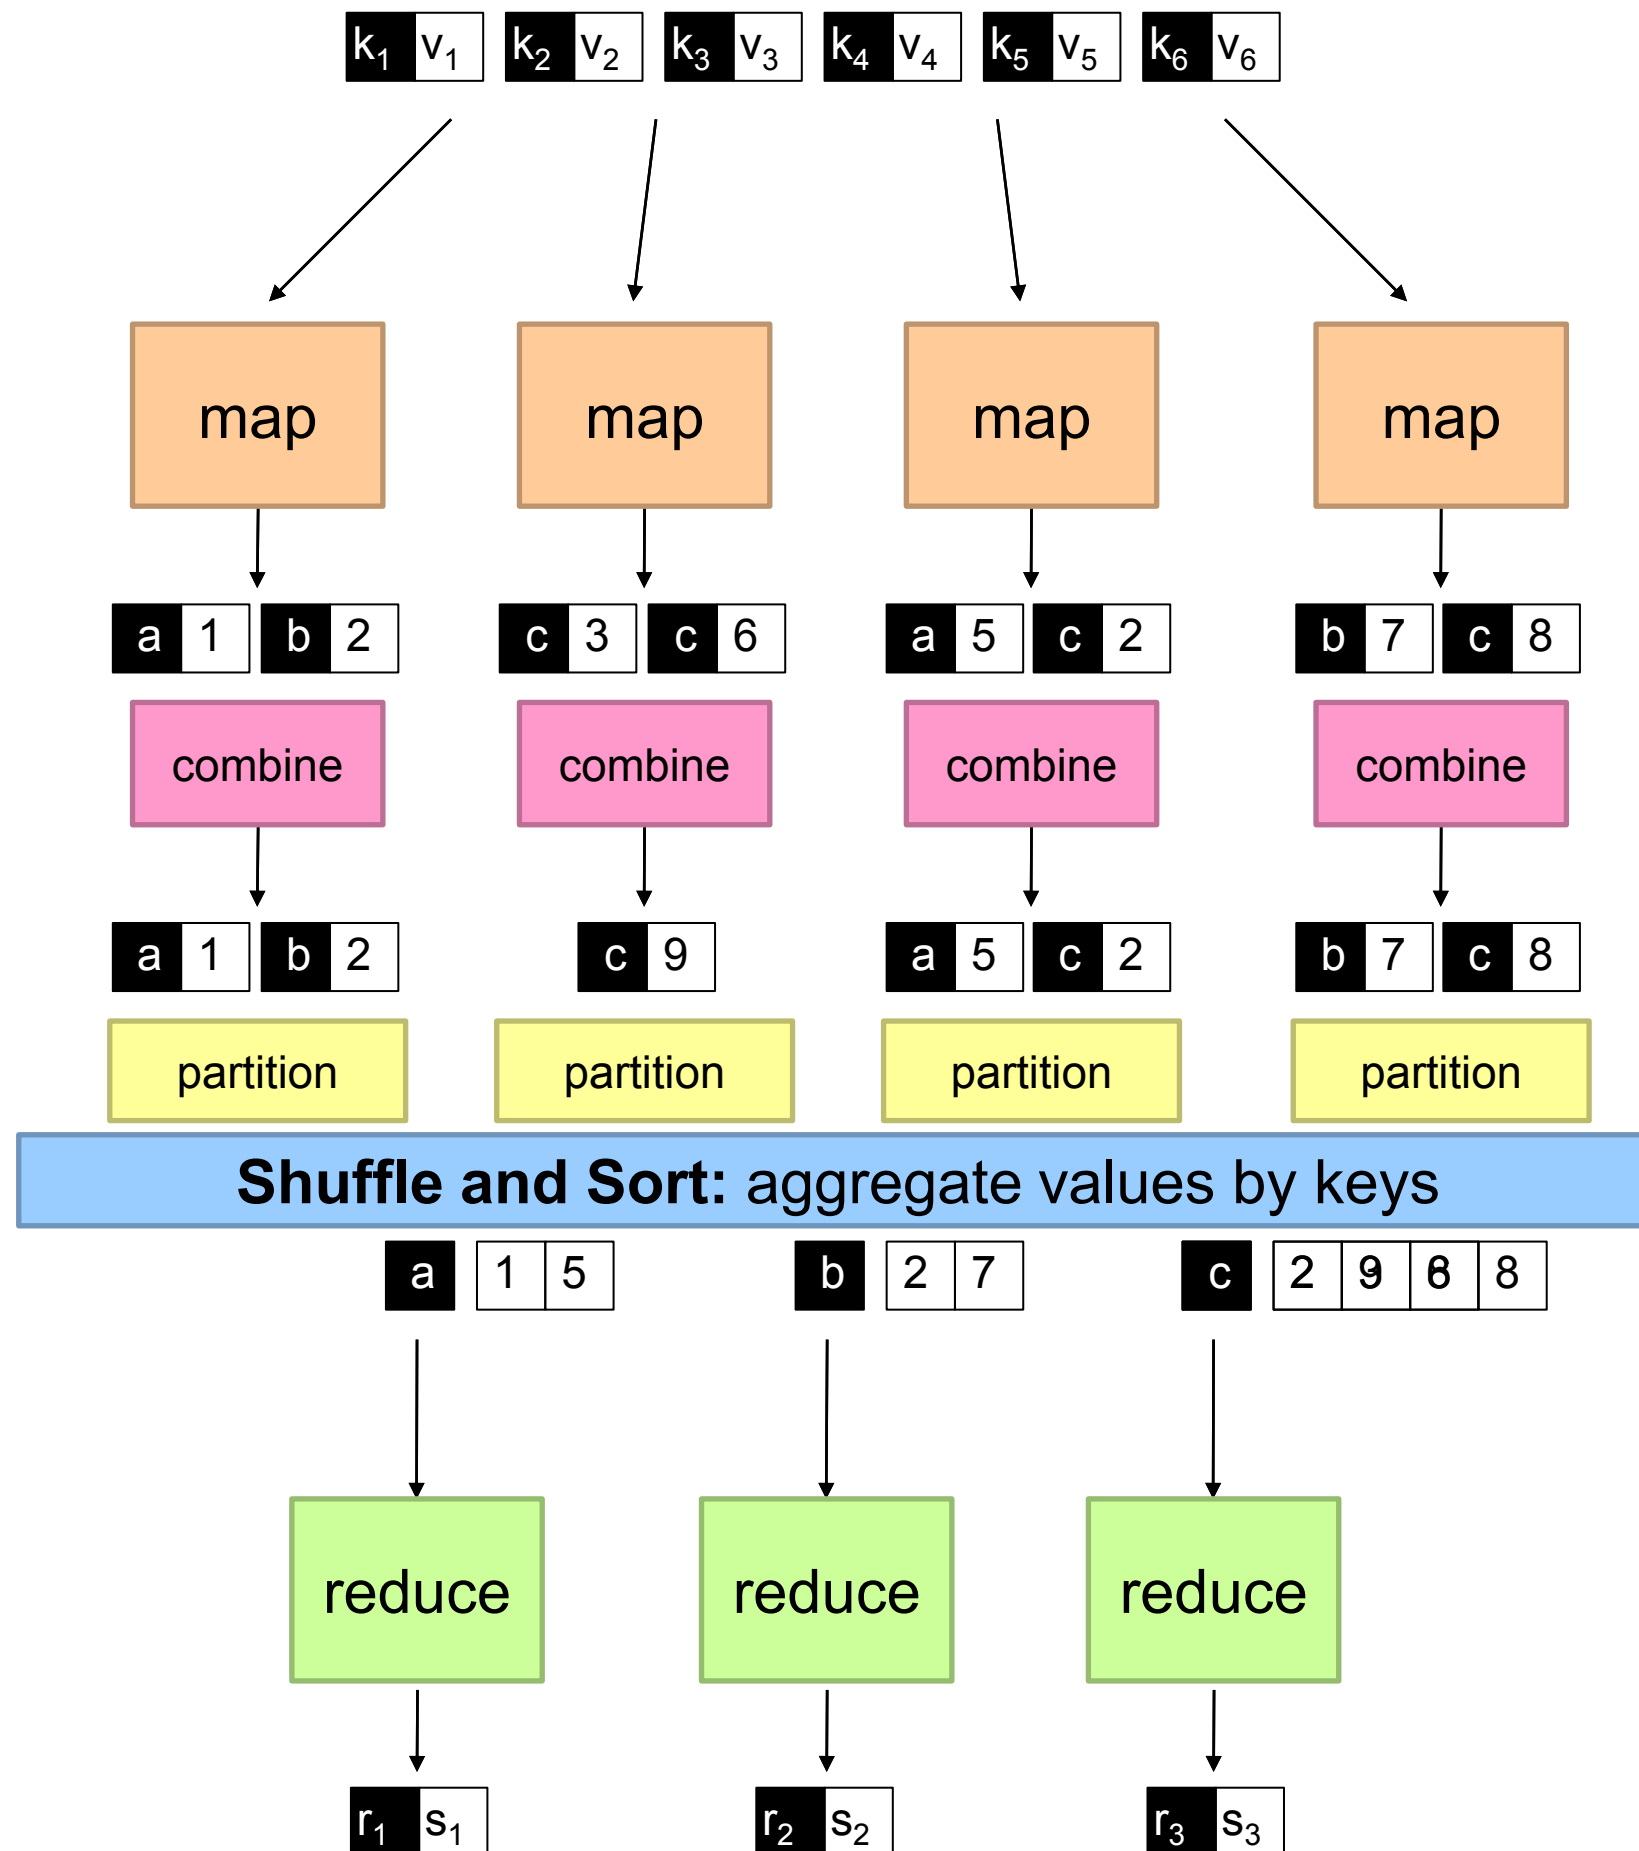 k1 v1 k2 v2 k3 v3 k4 v4 k5 v5 k6 v6
map map map map
a 1 b 2 c 3 c 6 a 5 c 2 b 7 c 8
combine combine combine combine
a 1 b 2 c 9 a 5 c 2 b 7 c 8
partition partition partition partition
Shuffle and Sort: aggregate values by keys
a 1 5 b 2 7 c 2 8
reduce reduce reduce
r1 s1 r2 s2 r3 s3